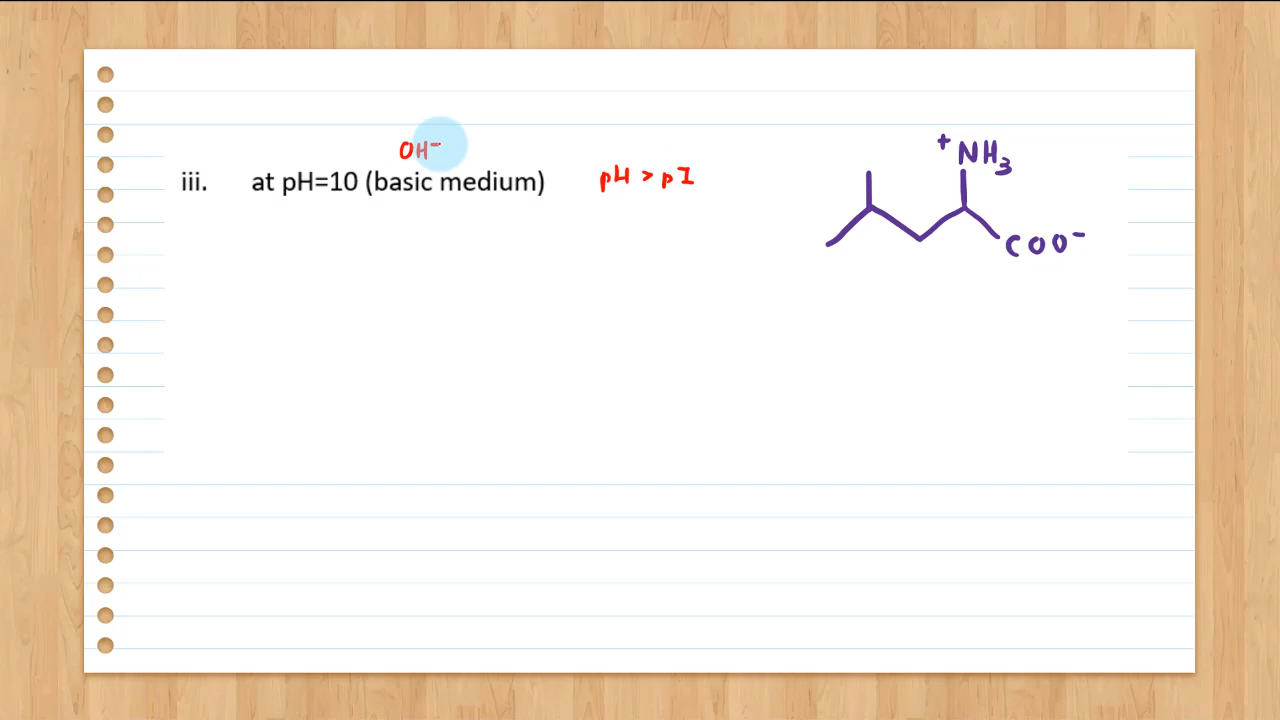 OH⁻
iii. at pH=10 (basic medium) pH > pI
⁺NH₃
COO⁻